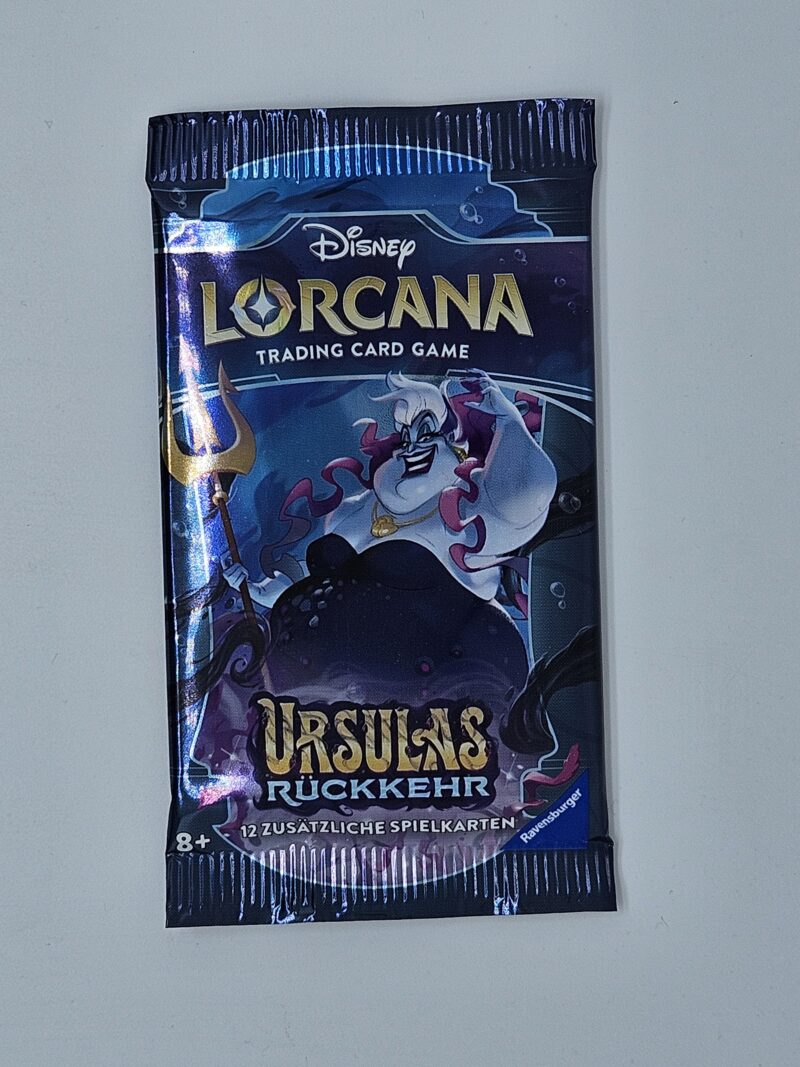 Disney
LORCANA
TRADING CARD GAME
URSULAS
RÜCKKEHR
12 ZUSÄTZLICHE SPIELKARTEN
8+
Ravensburger